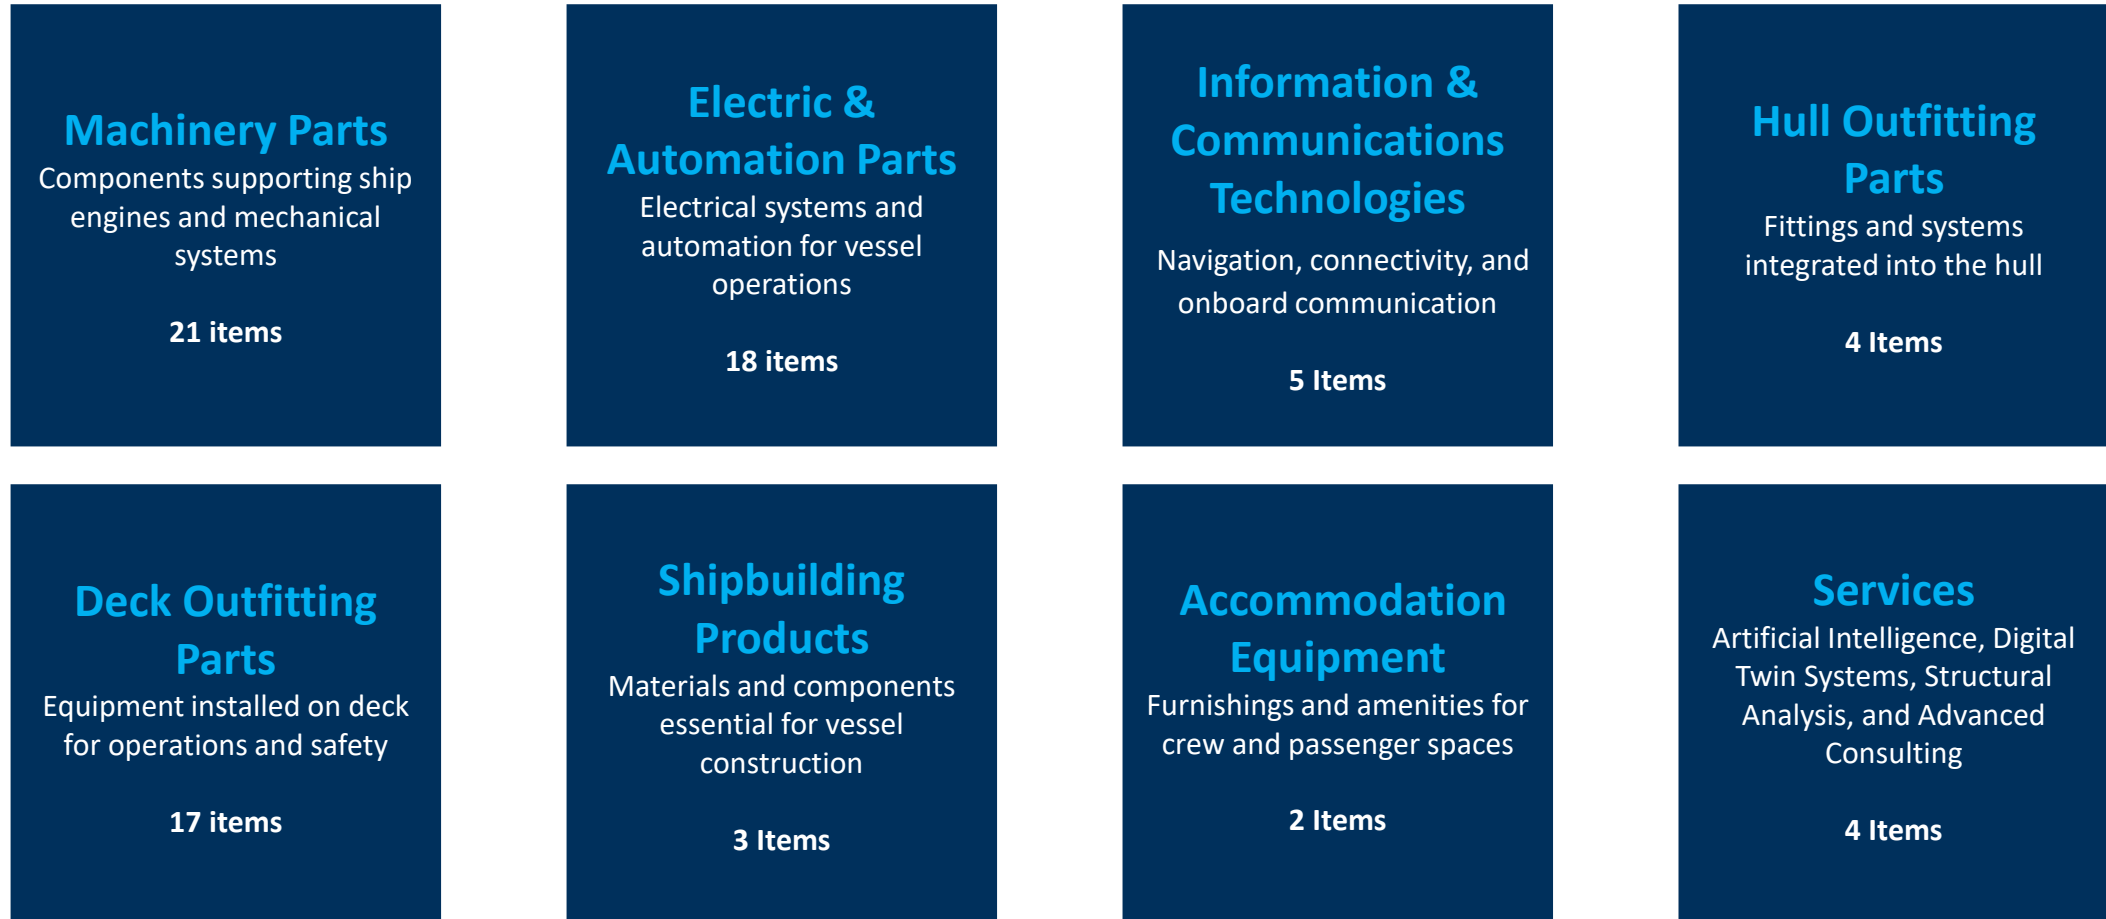 Machinery Parts
Components supporting ship
engines and mechanical
systems
21 items
Electric &
Automation Parts
Electrical systems and
automation for vessel
operations
18 items
Information &
Communications
Technologies
Navigation, connectivity, and
onboard communication
5 Items
Hull Outfitting
Parts
Fittings and systems
integrated into the hull
4 Items
Deck Outfitting
Parts
Equipment installed on deck
for operations and safety
17 items
Shipbuilding
Products
Materials and components
essential for vessel
construction
3 Items
Accommodation
Equipment
Furnishings and amenities for
crew and passenger spaces
2 Items
Services
Artificial Intelligence, Digital
Twin Systems, Structural
Analysis, and Advanced
Consulting
4 Items